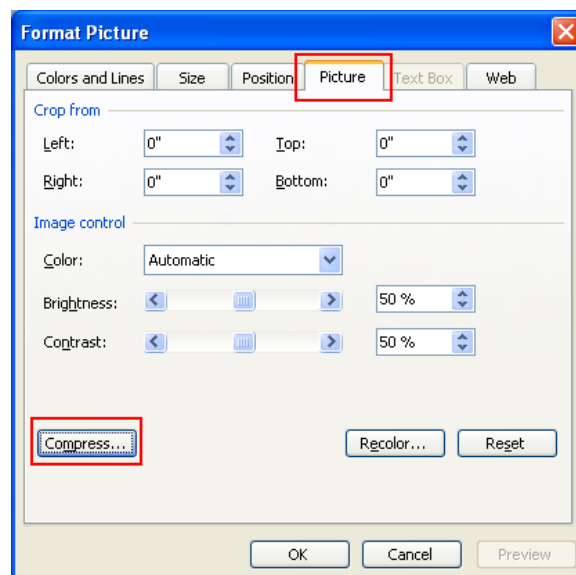 Format Picture
Colors and Lines Size Position Picture Text Box Web
Crop from
Left: 0" Top: 0"
Right: 0" Bottom: 0"
Image control
Color: Automatic
Brightness: 50 %
Contrast: 50 %
Compress... Recolor... Reset
OK Cancel Preview